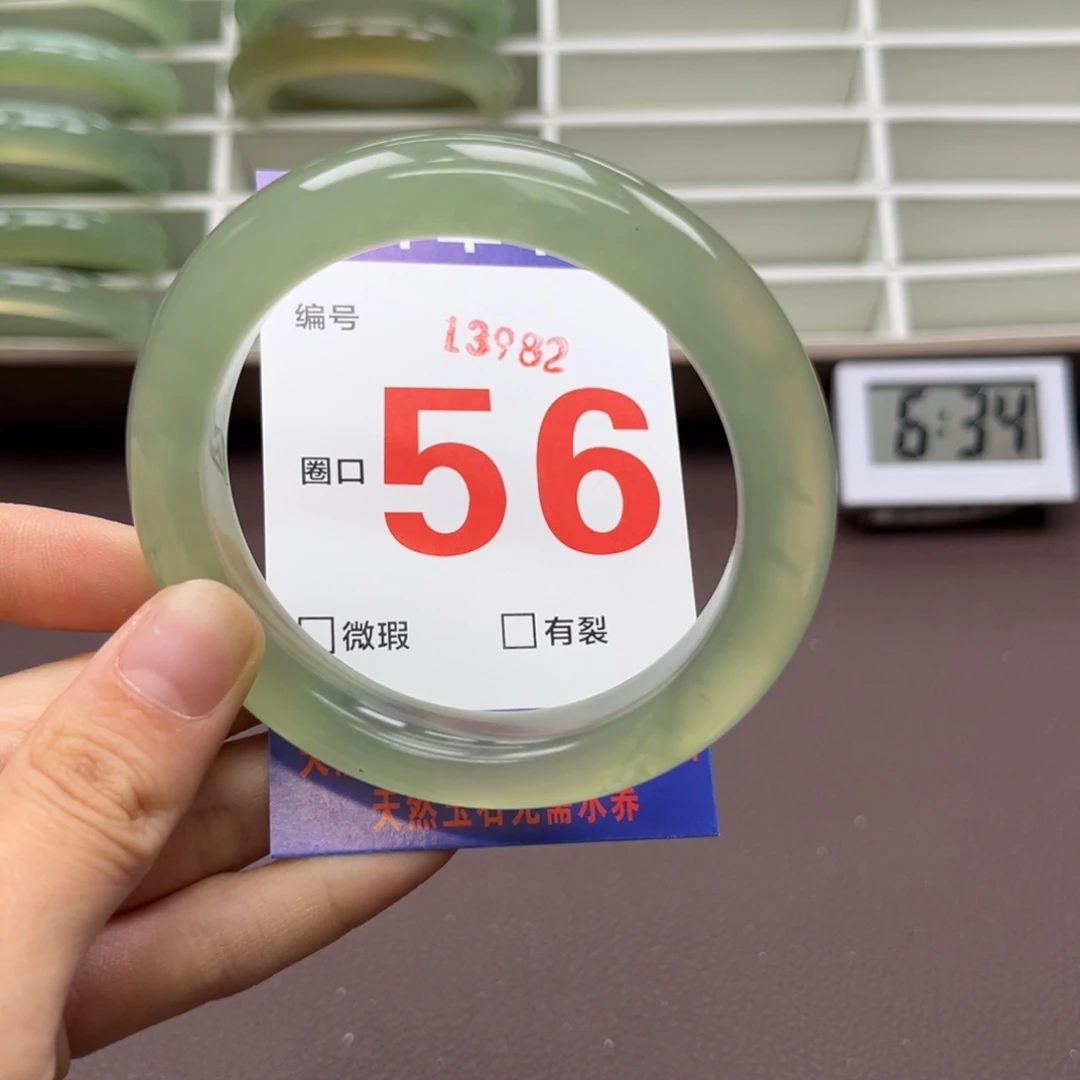 编号
13982
圈口 56
微瑕 有裂
天然玉石无需水养
6:34